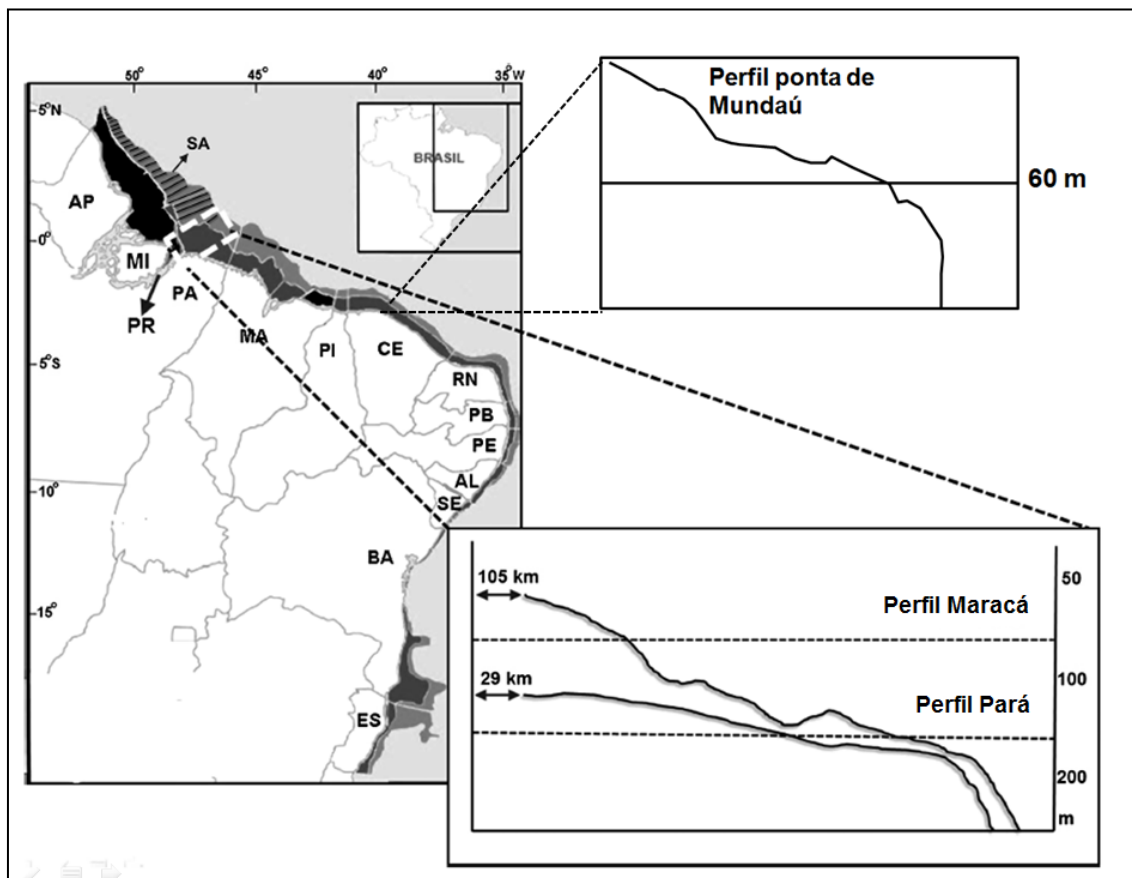 50°
45°
40°
35°W
5°N
SA
AP
0°
MI
PA
PR
MA
PI
CE
5°S
RN
PB
PE
AL
SE
10°
BA
15°
ES
BRASIL
Perfil ponta de
Mundaú
60 m
105 km
50
Perfil Maracá
29 km
100
Perfil Pará
200
m